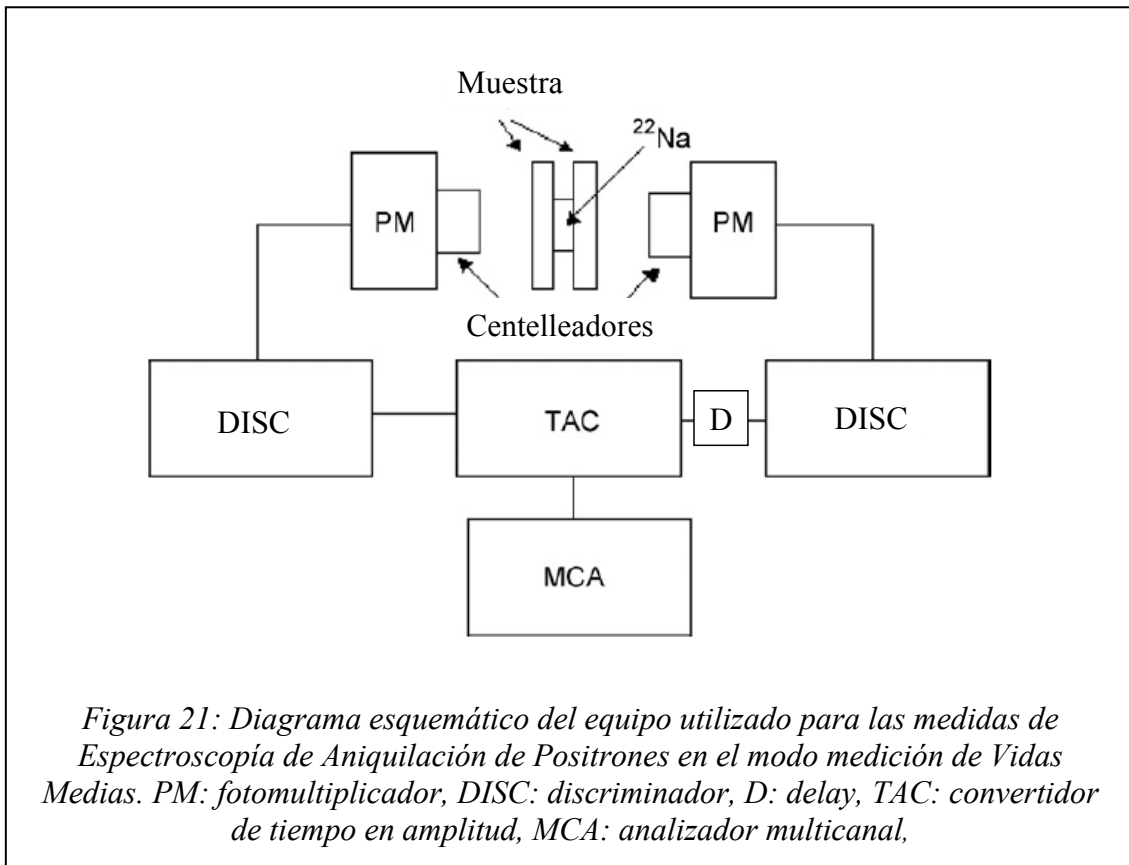 Muestra
²²Na
PM
PM
Centelleadores
DISC
TAC
D
DISC
MCA
Figura 21: Diagrama esquemático del equipo utilizado para las medidas de
Espectroscopía de Aniquilación de Positrones en el modo medición de Vidas
Medias. PM: fotomultiplicador, DISC: discriminador, D: delay, TAC: convertidor
de tiempo en amplitud, MCA: analizador multicanal,